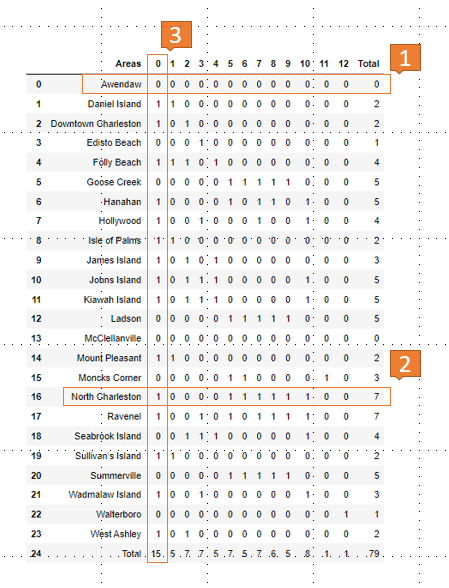 3
1
Areas 0 1 2 3 4 5 6 7 8 9 10 11 12 Total
0 Awendaw 0 0 0 0 0 0 0 0 0 0 0 0 0 0
1 Daniel Island 1 1 0 0 0 0 0 0 0 0 0 0 0 2
2 Downtown Charleston 1 0 1 0 0 0 0 0 0 0 0 0 0 2
3 Edisto Beach 0 0 0 1 0 0 0 0 0 0 0 0 0 1
4 Folly Beach 1 1 1 0 1 0 0 0 0 0 0 0 0 4
5 Goose Creek 0 0 0 0 0 1 1 1 1 1 0 0 0 5
6 Hanahan 1 0 0 0 0 1 0 1 1 0 1 0 0 5
7 Hollywood 1 0 0 1 0 0 0 1 0 0 1 0 0 4
8 Isle of Palms 1 1 0 0 0 0 0 0 0 0 0 0 0 2
9 James Island 1 0 1 0 1 0 0 0 0 0 0 0 0 3
10 Johns Island 1 0 1 1 1 0 0 0 0 0 1 0 0 5
11 Kiawah Island 1 0 1 1 1 0 0 0 0 0 1 0 0 5
12 Ladson 0 0 0 0 0 1 1 1 1 1 0 0 0 5
13 McClellanville 0 0 0 0 0 0 0 0 0 0 0 0 0 0
14 Mount Pleasant 1 1 0 0 0 0 0 0 0 0 0 0 0 2
15 Moncks Corner 0 0 0 0 0 1 1 0 0 0 0 1 0 3
2
16 North Charleston 1 0 0 0 0 1 1 1 1 1 1 0 0 7
17 Ravenel 1 0 0 1 0 1 0 1 1 1 1 0 0 7
18 Seabrook Island 0 0 1 1 1 0 0 0 0 0 1 0 0 4
19 Sullivan's Island 1 1 0 0 0 0 0 0 0 0 0 0 0 2
20 Summerville 0 0 0 0 0 1 1 1 1 1 0 0 0 5
21 Wadmalaw Island 1 0 0 1 0 0 0 0 0 0 1 0 0 3
22 Walterboro 0 0 0 0 0 0 0 0 0 0 0 0 1 1
23 West Ashley 1 0 1 0 0 0 0 0 0 0 0 0 0 2
24 Total 15 5 7 7 5 7 5 7 6 5 8 1 1 79